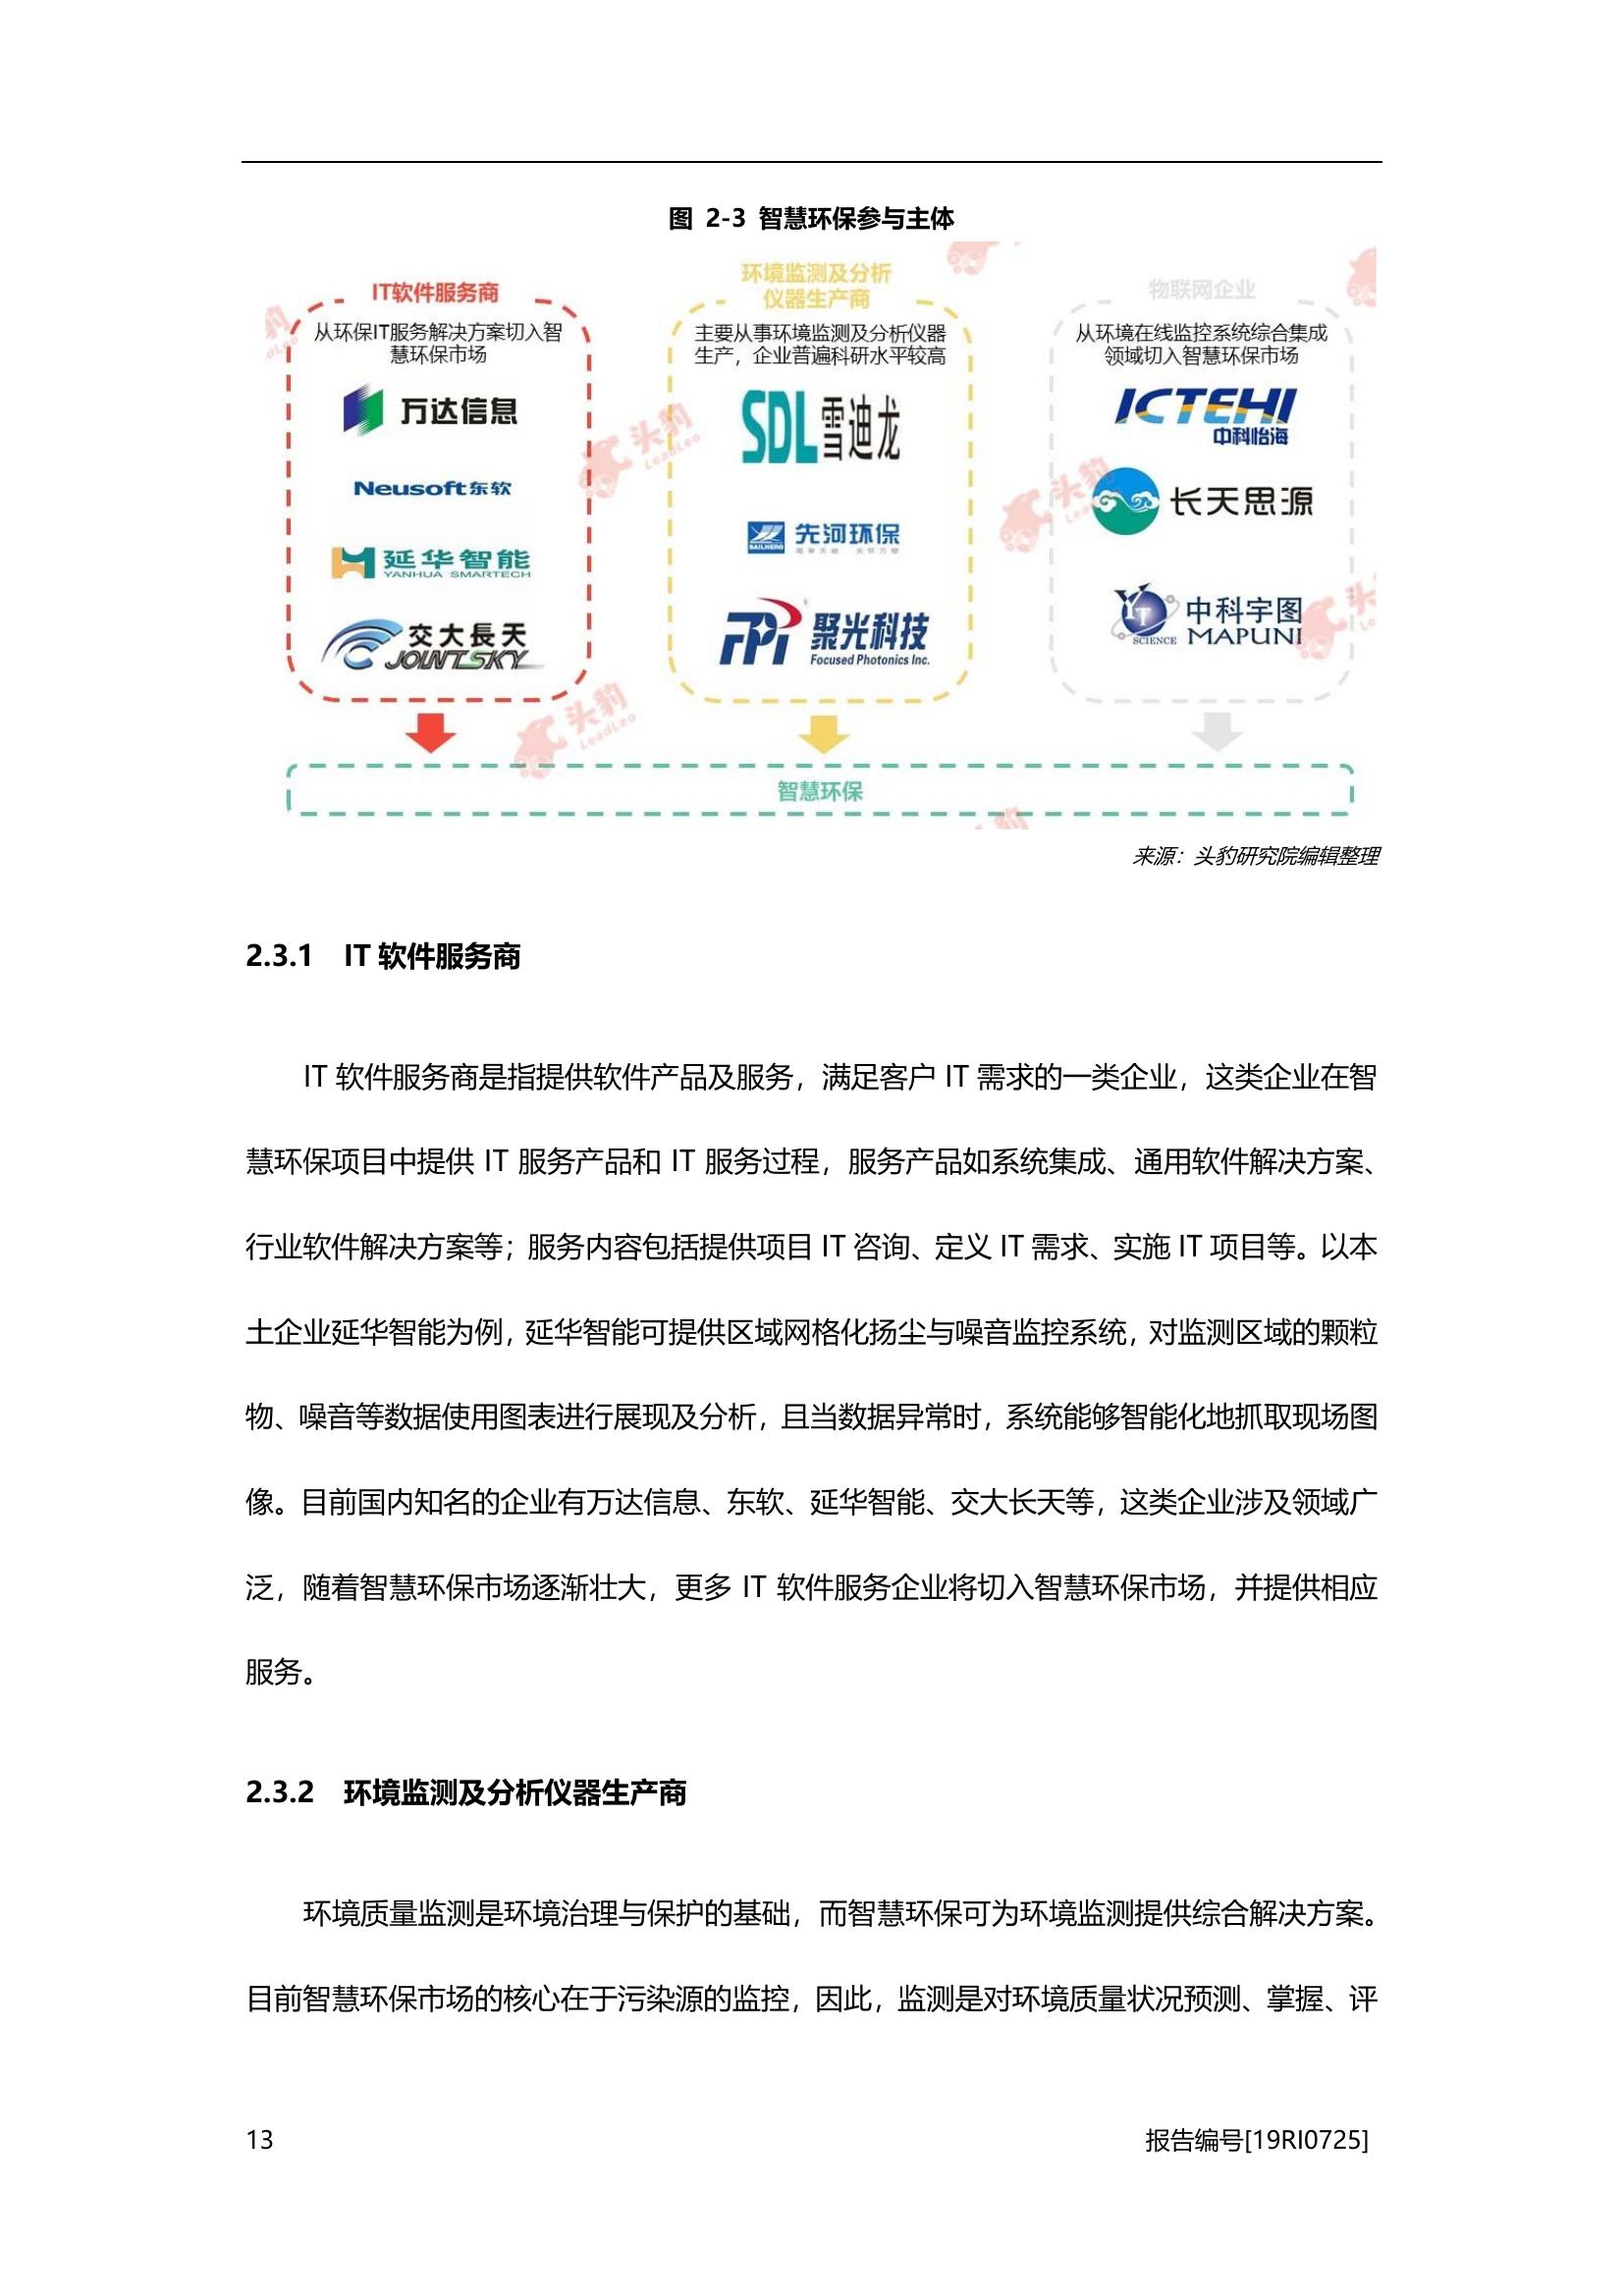 图 2-3 智慧环保参与主体
IT软件服务商
从环保IT服务解决方案切入智
慧环保市场
万达信息
Neusoft东软
延华智能
YANHUA SMARTECH
交大長天
JOINTSKY
环境监测及分析
仪器生产商
主要从事环境监测及分析仪器
生产，企业普遍科研水平较高
SDL雪迪龙
SAILHERO
先河环保
FPI
聚光科技
Focused Photonics Inc.
物联网企业
从环境在线监控系统综合集成
领域切入智慧环保市场
ICTEHI
中科怡海
长天思源
YT
SCIENCE
中科宇图
MAPUNI
头豹
LeadLeo
头豹
头豹
LeadLeo
智慧环保
来源：头豹研究院编辑整理
2.3.1 IT 软件服务商
IT 软件服务商是指提供软件产品及服务，满足客户 IT 需求的一类企业，这类企业在智
慧环保项目中提供 IT 服务产品和 IT 服务过程，服务产品如系统集成、通用软件解决方案、
行业软件解决方案等；服务内容包括提供项目 IT 咨询、定义 IT 需求、实施 IT 项目等。以本
土企业延华智能为例，延华智能可提供区域网格化扬尘与噪音监控系统，对监测区域的颗粒
物、噪音等数据使用图表进行展现及分析，且当数据异常时，系统能够智能化地抓取现场图
像。目前国内知名的企业有万达信息、东软、延华智能、交大长天等，这类企业涉及领域广
泛，随着智慧环保市场逐渐壮大，更多 IT 软件服务企业将切入智慧环保市场，并提供相应
服务。
2.3.2 环境监测及分析仪器生产商
环境质量监测是环境治理与保护的基础，而智慧环保可为环境监测提供综合解决方案。
目前智慧环保市场的核心在于污染源的监控，因此，监测是对环境质量状况预测、掌握、评
13
报告编号[19RI0725]